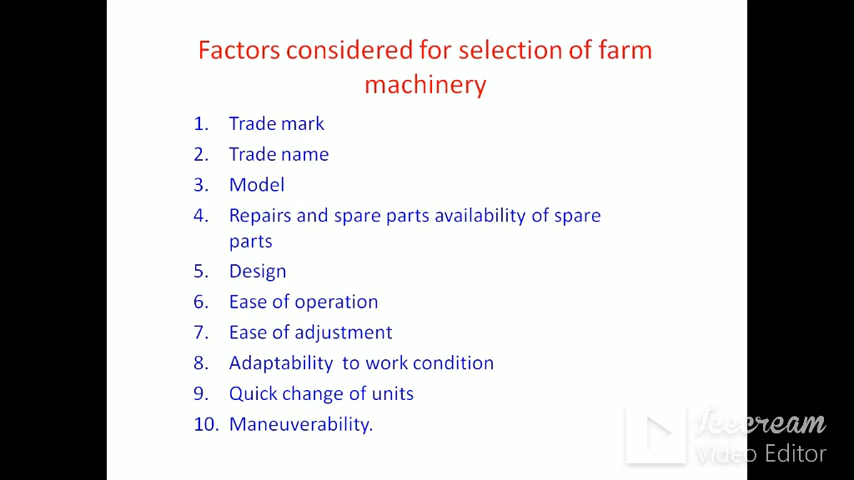 Factors considered for selection of farm
machinery
1. Trade mark
2. Trade name
3. Model
4. Repairs and spare parts availability of spare
parts
5. Design
6. Ease of operation
7. Ease of adjustment
8. Adaptability to work condition
9. Quick change of units
10. Maneuverability.
Icecream
Video Editor